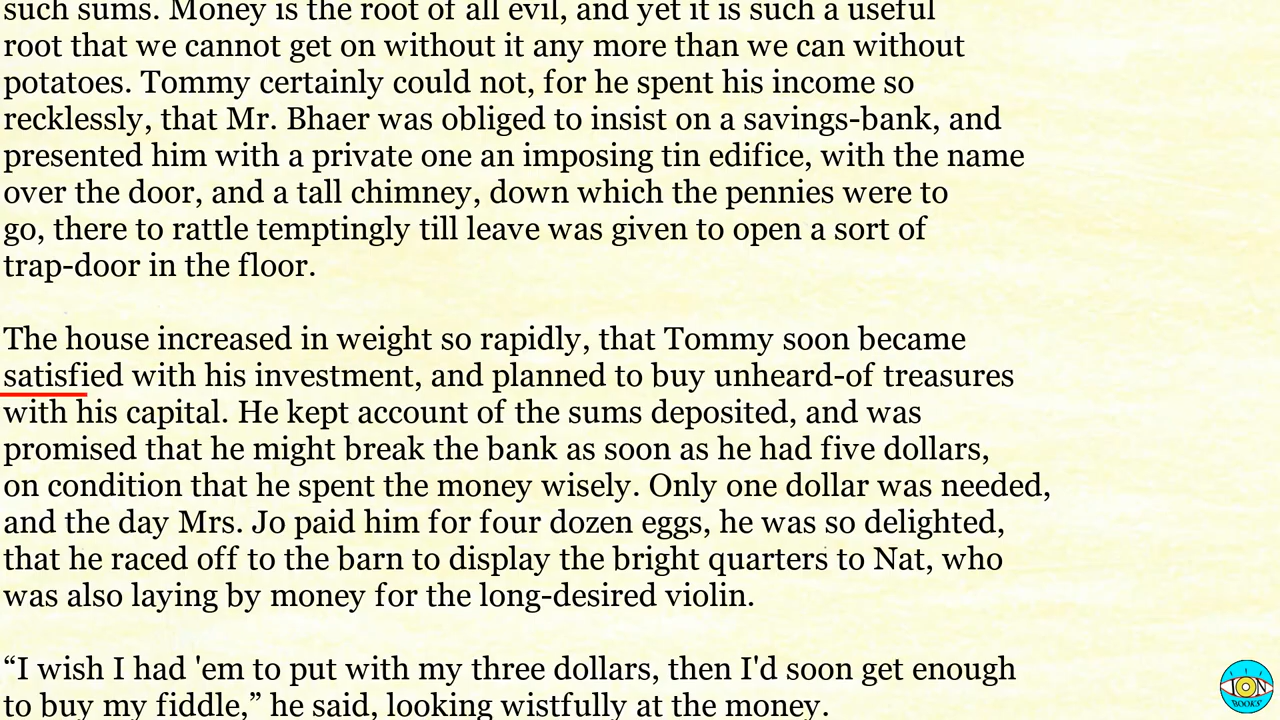 such sums. Money is the root of all evil, and yet it is such a useful
root that we cannot get on without it any more than we can without
potatoes. Tommy certainly could not, for he spent his income so
recklessly, that Mr. Bhaer was obliged to insist on a savings-bank, and
presented him with a private one an imposing tin edifice, with the name
over the door, and a tall chimney, down which the pennies were to
go, there to rattle temptingly till leave was given to open a sort of
trap-door in the floor.
The house increased in weight so rapidly, that Tommy soon became
satisfied with his investment, and planned to buy unheard-of treasures
with his capital. He kept account of the sums deposited, and was
promised that he might break the bank as soon as he had five dollars,
on condition that he spent the money wisely. Only one dollar was needed,
and the day Mrs. Jo paid him for four dozen eggs, he was so delighted,
that he raced off to the barn to display the bright quarters to Nat, who
was also laying by money for the long-desired violin.
“I wish I had 'em to put with my three dollars, then I'd soon get enough
to buy my fiddle,” he said, looking wistfully at the money.
ION
BOOKS